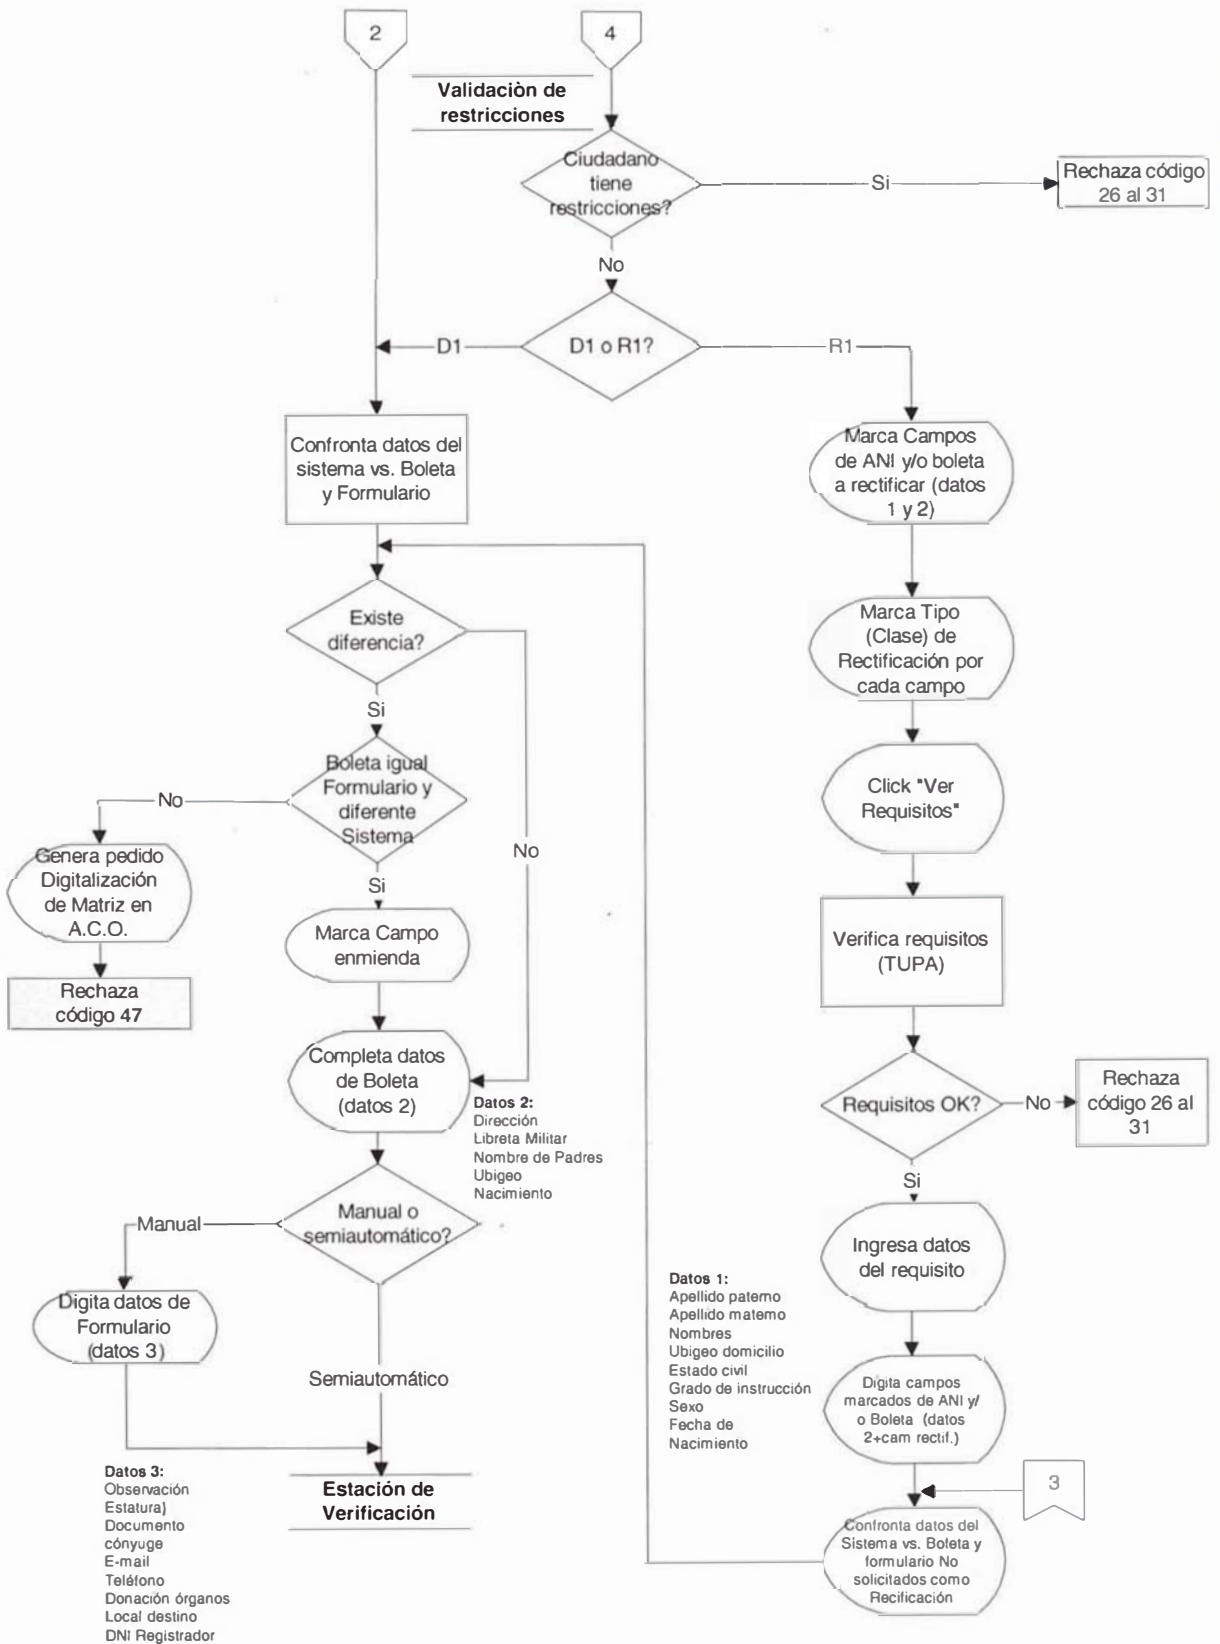 2
4
Validaciòn de
restricciones
Ciudadano
tiene
restricciones?
Si
Rechaza código
26 al 31
No
D1
D1 o R1?
R1
Confronta datos del
sistema vs. Boleta
y Formulario
Marca Campos
de ANI y/o boleta
a rectificar (datos
1 y 2)
Existe
diferencia?
Marca Tipo
(Clase) de
Rectificación por
cada campo
Si
Boleta igual
Formulario y
diferente
Sistema
No
Click "Ver
Requisitos"
No
Genera pedido
Digitalización
de Matriz en
A.C.O.
Si
Marca Campo
enmienda
Verifica requisitos
(TUPA)
Rechaza
código 47
Completa datos
de Boleta
(datos 2)
Datos 2:
Dirección
Libreta Militar
Nombre de Padres
Ubigeo
Nacimiento
Requisitos OK?
No
Rechaza
código 26 al
31
Si
Manual o
semiautomático?
Manual
Ingresa datos
del requisito
Digita datos de
Formulario
(datos 3)
Datos 1:
Apellido paterno
Apellido materno
Nombres
Ubigeo domicilio
Estado civil
Grado de instrucción
Sexo
Fecha de
Nacimiento
Semiautomático
Digita campos
marcados de ANI y/
o Boleta (datos
2+cam rectif.)
Datos 3:
Observación
Estatura)
Documento
cónyuge
E-mail
Teléfono
Donación órganos
Local destino
DNI Registrador
Estación de
Verificación
3
Confronta datos del
Sistema vs. Boleta y
formulario No
solicitados como
Recificación